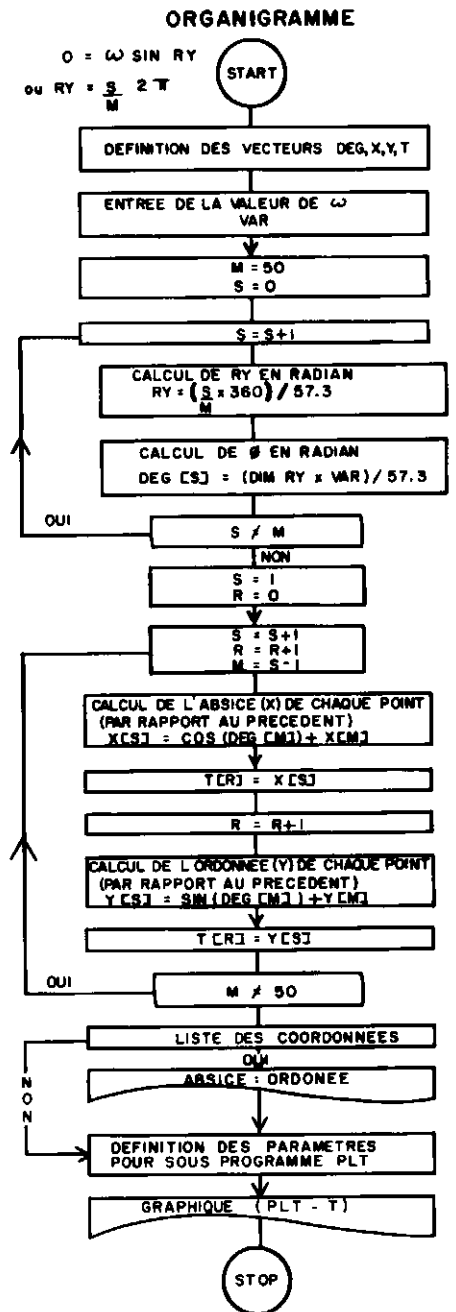 ORGANIGRAMME
O = ω SIN RY
START
ou RY = S/M 2 π
DEFINITION DES VECTEURS DEG, X, Y, T
ENTREE DE LA VALEUR DE ω
VAR
M = 50
S = 0
S = S+1
CALCUL DE RY EN RADIAN
RY = (S/M x 360) / 57.3
CALCUL DE Ø EN RADIAN
DEG [S] = (DIM RY x VAR) / 57.3
OUI
S ≠ M
NON
S = 1
R = 0
S = S+1
R = R+1
M = S-1
CALCUL DE L'ABSICE (X) DE CHAQUE POINT
(PAR RAPPORT AU PRECEDENT)
X[S] = COS (DEG [M]) + X[M]
T[R] = X[S]
R = R+1
CALCUL DE L ORDONNEE (Y) DE CHAQUE POINT
(PAR RAPPORT AU PRECEDENT)
Y[S] = SIN (DEG [M]) + Y[M]
T [R] = Y[S]
OUI
M ≠ 50
LISTE DES COORDONNEES
OUI
NON
ABSICE : ORDONEE
DEFINITION DES PARAMETRES
POUR SOUS PROGRAMME PLT
GRAPHIQUE (PLT - T)
STOP